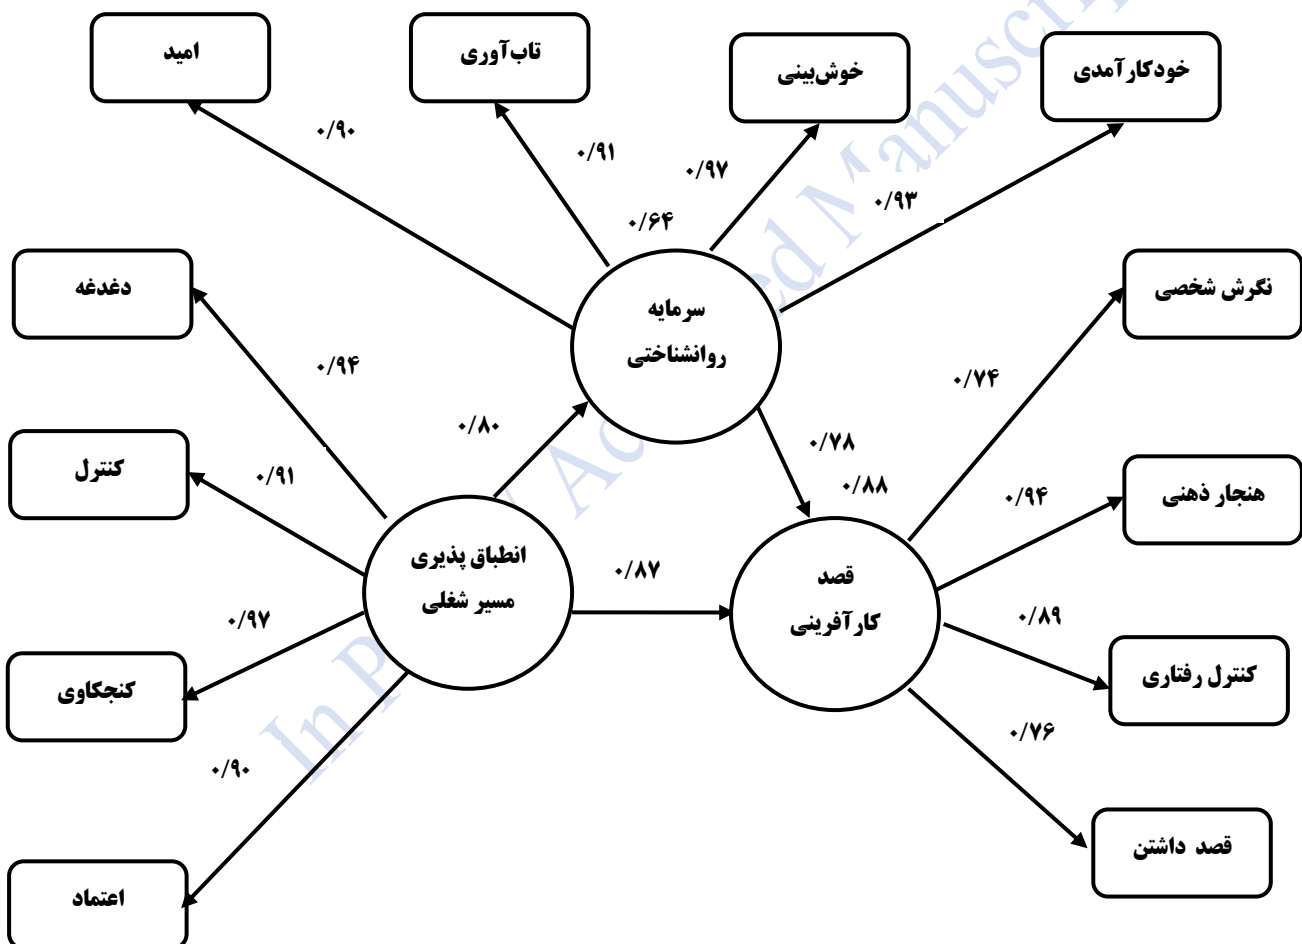 امید
تاب‌آوری
خوش‌بینی
خودکارآمدی
۰/۹۰
۰/۹۱
۰/۹۷
۰/۹۳
۰/۶۴
دغدغه
سرمایه
روانشناختی
نگرش شخصی
۰/۹۴
۰/۷۴
۰/۸۰
۰/۷۸
کنترل
۰/۹۱
۰/۸۸
۰/۹۴
هنجار ذهنی
انطباق پذیری
مسیر شغلی
۰/۸۷
قصد
کارآفرینی
۰/۹۷
۰/۸۹
کنجکاوی
کنترل رفتاری
۰/۹۰
۰/۷۶
قصد داشتن
اعتماد